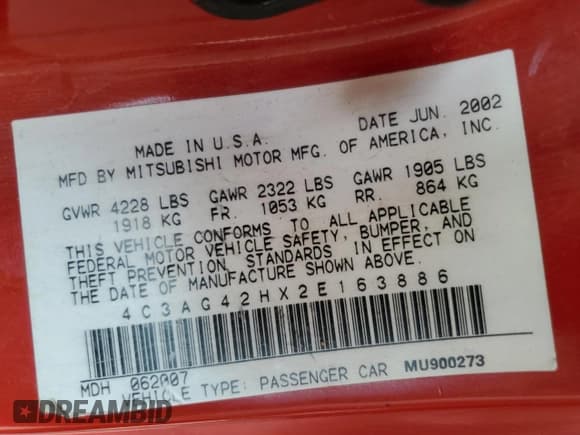 MADE IN U.S.A. DATE JUN. 2002
MFD BY MITSUBISHI MOTOR MFG. OF AMERICA, INC.
GVWR 4228 LBS GAWR 2322 LBS GAWR 1905 LBS
1918 KG FR. 1053 KG RR. 864 KG
THIS VEHICLE CONFORMS TO ALL APPLICABLE
FEDERAL MOTOR VEHICLE SAFETY, BUMPER, AND
THEFT PREVENTION STANDARDS IN EFFECT ON
THE DATE OF MANUFACTURE SHOWN ABOVE.
4C3AG42HX2E163886
MDH 062007
VEHICLE TYPE: PASSENGER CAR MU900273
DREAMBID